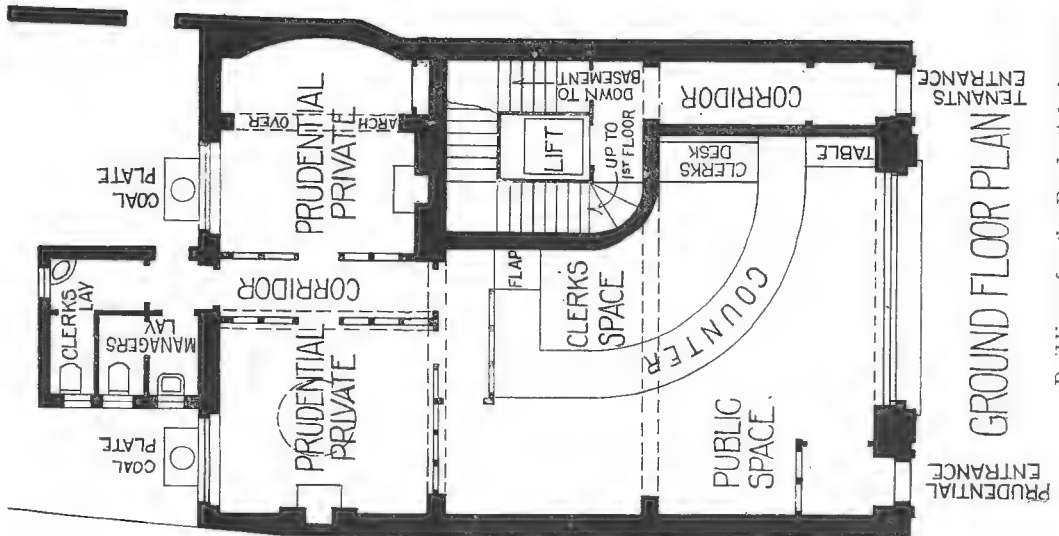 COAL
PLATE
COAL
PLATE
CLERKS
LAV
MANAGERS
LAV
CORRIDOR
PRUDENTIAL
PRIVATE
ARCH
OVER
PRUDENTIAL
PRIVATE
DOWN TO
BASEMENT
LIFT
UP TO
1ST FLOOR
CORRIDOR
FLAP
CLERKS
SPACE
CLERKS
DESK
TABLE
COUNTER
PUBLIC
SPACE.
TENANTS
ENTRANCE
PRUDENTIAL
ENTRANCE
GROUND FLOOR PLAN